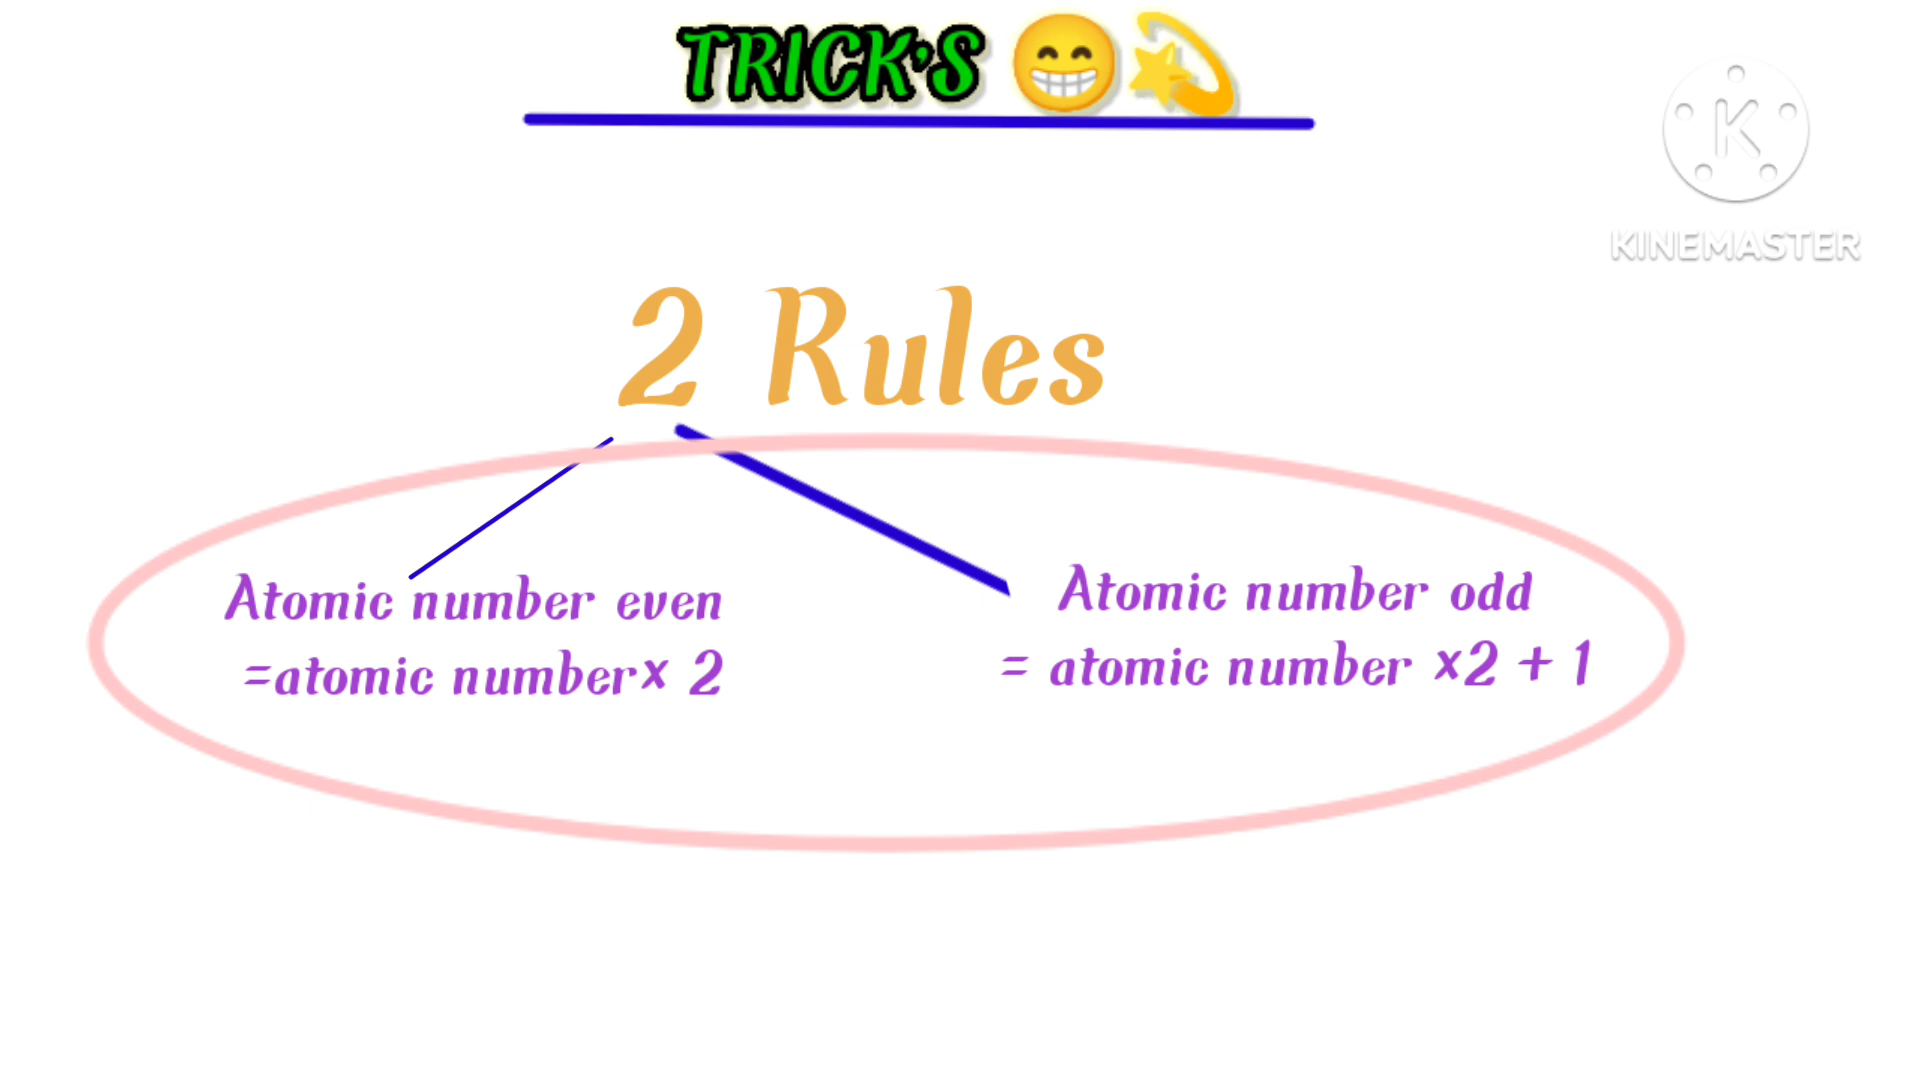 TRICK'S 😁💫
K
KINEMASTER
2 Rules
Atomic number even
=atomic number× 2
Atomic number odd
= atomic number ×2 + 1